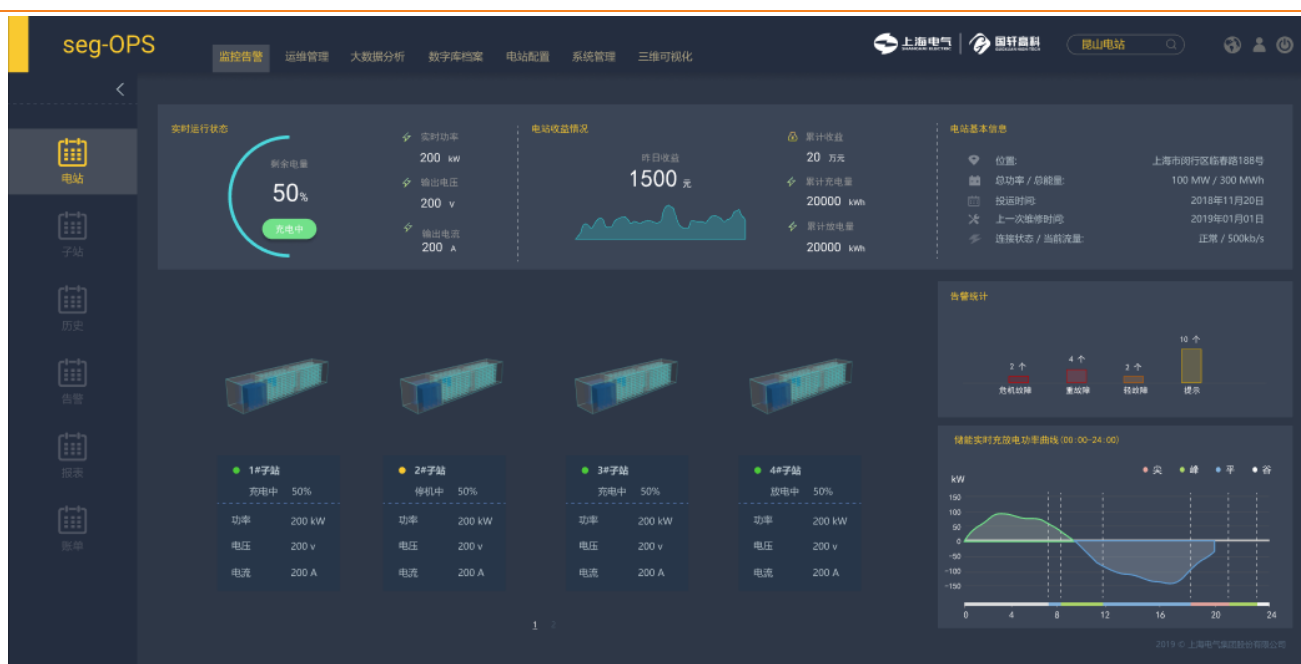 seg-OPS
监控告警 运维管理 大数据分析 数字库档案 电站配置 系统管理 三维可视化
上海电气 国轩高科 昆山电站
SHANGHAI ELECTRIC
电站
子站
历史
告警
报表
账单
实时运行状态
剩余电量
50%
充电中
实时功率
200 kW
输出电压
200 v
输出电流
200 A
电站收益情况
昨日收益
1500 元
累计收益
20 万元
累计充电量
20000 kWh
累计放电量
20000 kWh
电站基本信息
位置: 上海市闵行区临春路188号
总功率 / 总能量: 100 MW / 300 MWh
投运时间: 2018年11月20日
上一次维修时间: 2019年01月01日
连接状态 / 当前流量: 正常 / 500kb/s
1#子站
充电中 50%
功率 200 kW
电压 200 v
电流 200 A
2#子站
停机中 50%
功率 200 kW
电压 200 v
电流 200 A
3#子站
充电中 50%
功率 200 kW
电压 200 v
电流 200 A
4#子站
放电中 50%
功率 200 kW
电压 200 v
电流 200 A
1 2
告警统计
2 个 4 个 2 个 10 个
危机故障 重故障 轻故障 提示
储能实时充放电功率曲线(00:00-24:00)
尖 峰 平 谷
kW
150
100
50
0
-50
-100
-150
0 4 8 12 16 20 24
2019 © 上海电气集团股份有限公司